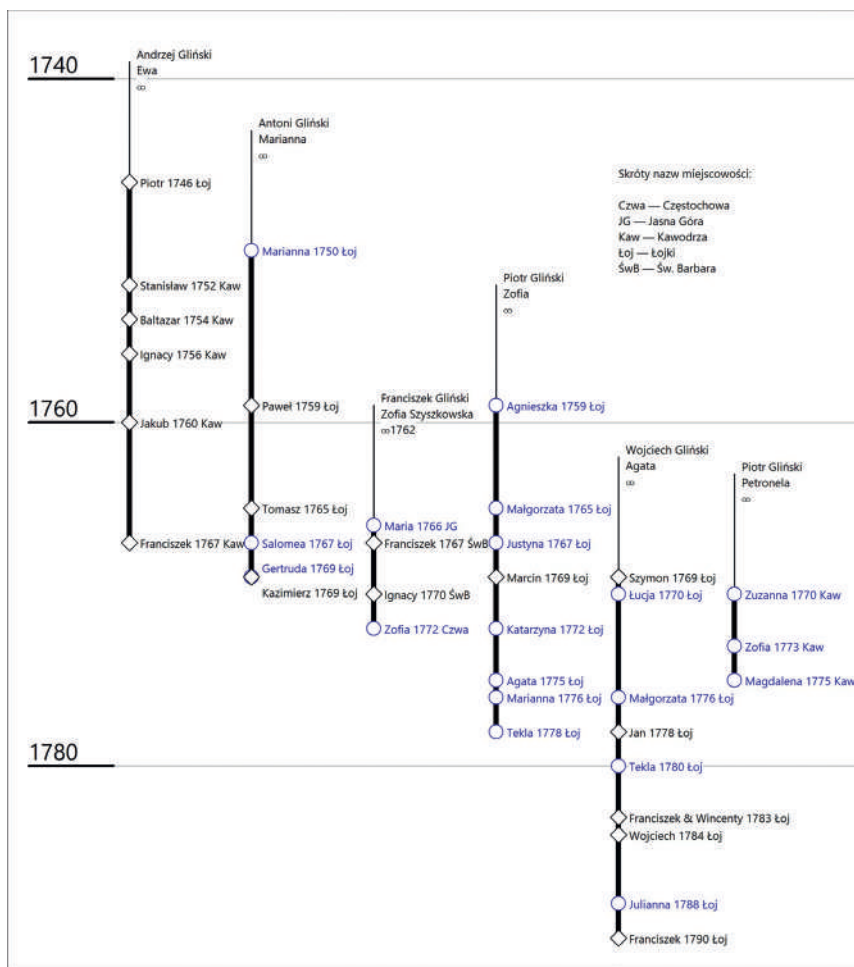 1740
Andrzej Gliński
Ewa
∞
Antoni Gliński
Marianna
∞
Piotr 1746 Łoj
Skróty nazw miejscowości:
Czwa — Częstochowa
JG — Jasna Góra
Kaw — Kawodrza
Łoj — Łojki
ŚwB — Św. Barbara
Marianna 1750 Łoj
Stanisław 1752 Kaw
Piotr Gliński
Zofia
∞
Baltazar 1754 Kaw
Ignacy 1756 Kaw
1760
Jakub 1760 Kaw
Paweł 1759 Łoj
Franciszek Gliński
Zofia Szyszkowska
∞1762
Agnieszka 1759 Łoj
Wojciech Gliński
Agata
∞
Piotr Gliński
Petronela
∞
Franciszek 1767 Kaw
Tomasz 1765 Łoj
Salomea 1767 Łoj
Gertruda 1769 Łoj
Kazimierz 1769 Łoj
Maria 1766 JG
Franciszek 1767 ŚwB
Ignacy 1770 ŚwB
Zofia 1772 Czwa
Małgorzata 1765 Łoj
Justyna 1767 Łoj
Marcin 1769 Łoj
Katarzyna 1772 Łoj
Agata 1775 Łoj
Marianna 1776 Łoj
Tekla 1778 Łoj
Szymon 1769 Łoj
Łucja 1770 Łoj
Małgorzata 1776 Łoj
Jan 1778 Łoj
Tekla 1780 Łoj
Franciszek & Wincenty 1783 Łoj
Wojciech 1784 Łoj
Julianna 1788 Łoj
Franciszek 1790 Łoj
Zuzanna 1770 Kaw
Zofia 1773 Kaw
Magdalena 1775 Kaw
1780